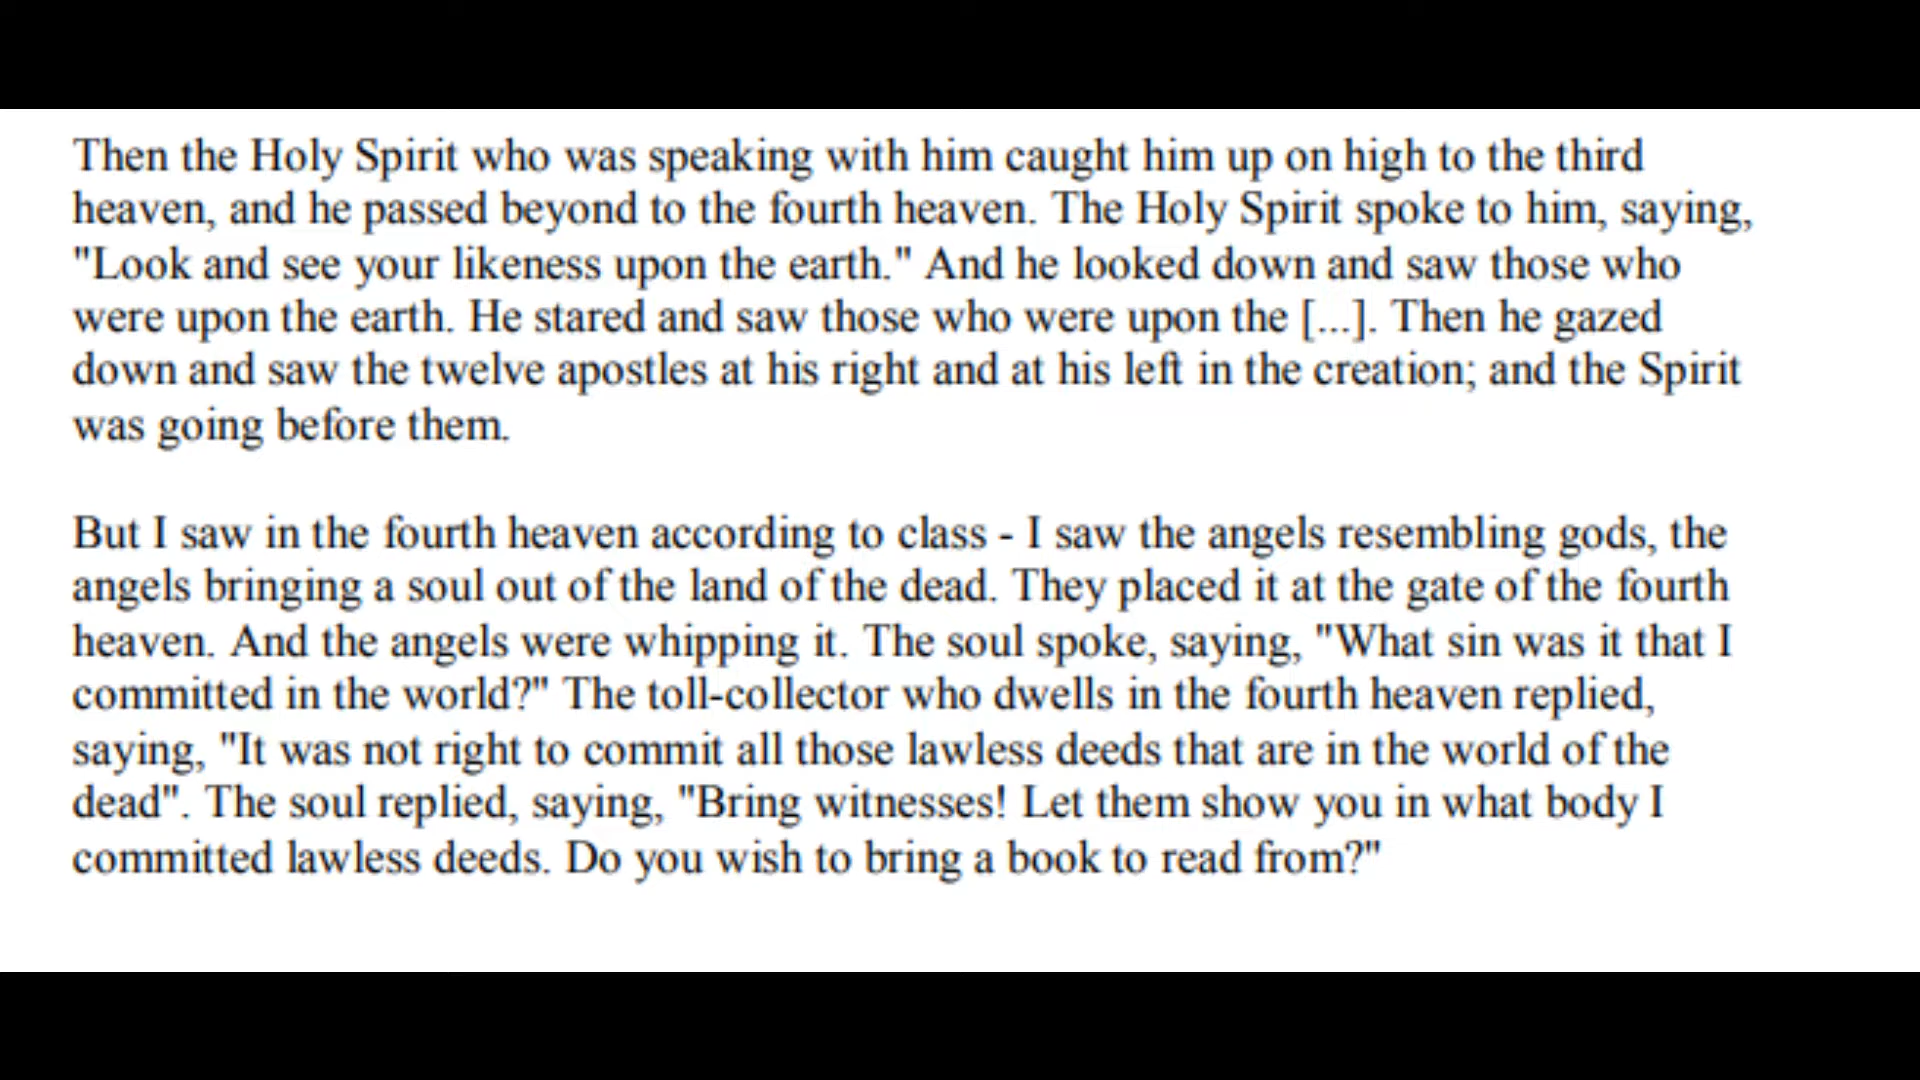 Then the Holy Spirit who was speaking with him caught him up on high to the third
heaven, and he passed beyond to the fourth heaven. The Holy Spirit spoke to him, saying,
"Look and see your likeness upon the earth." And he looked down and saw those who
were upon the earth. He stared and saw those who were upon the [...]. Then he gazed
down and saw the twelve apostles at his right and at his left in the creation; and the Spirit
was going before them.
But I saw in the fourth heaven according to class - I saw the angels resembling gods, the
angels bringing a soul out of the land of the dead. They placed it at the gate of the fourth
heaven. And the angels were whipping it. The soul spoke, saying, "What sin was it that I
committed in the world?" The toll-collector who dwells in the fourth heaven replied,
saying, "It was not right to commit all those lawless deeds that are in the world of the
dead". The soul replied, saying, "Bring witnesses! Let them show you in what body I
committed lawless deeds. Do you wish to bring a book to read from?"